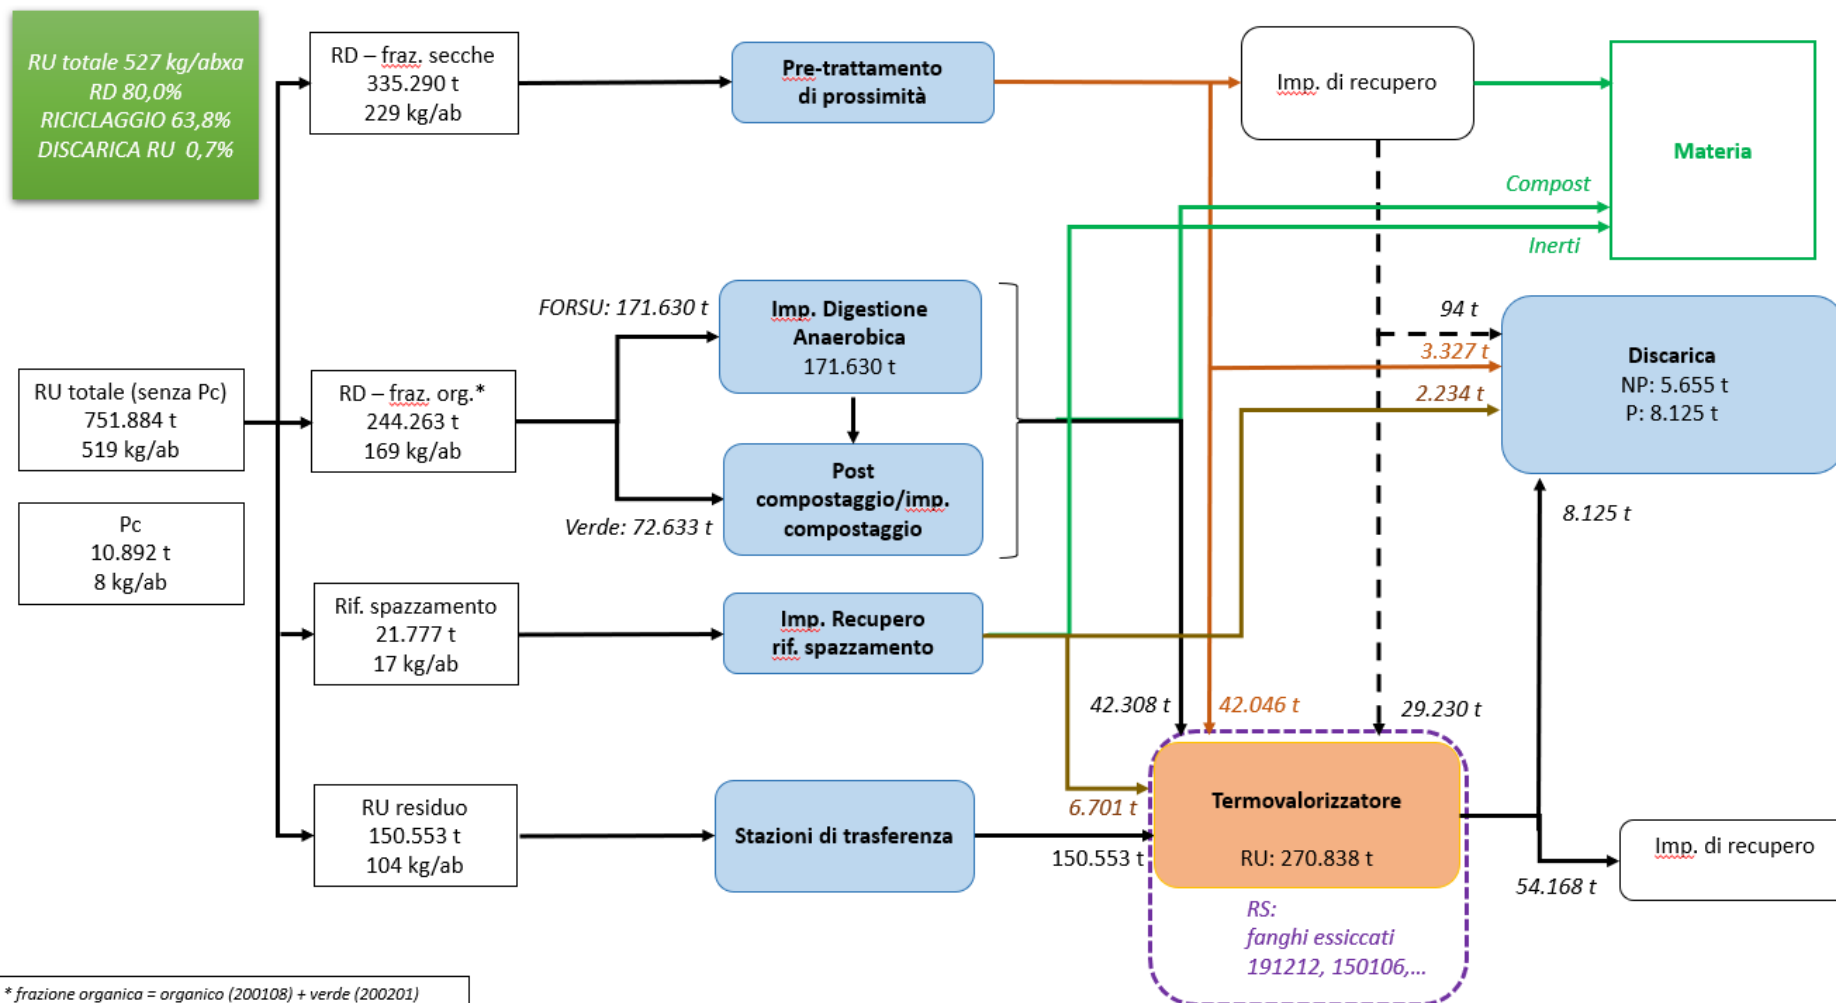 RU totale 527 kg/abxa
RD 80,0%
RICICLAGGIO 63,8%
DISCARICA RU 0,7%
RD – fraz. secche
335.290 t
229 kg/ab
Pre-trattamento
di prossimità
Imp. di recupero
Materia
Compost
Inerti
FORSU: 171.630 t
Imp. Digestione
Anaerobica
171.630 t
94 t
3.327 t
2.234 t
Discarica
NP: 5.655 t
P: 8.125 t
RU totale (senza Pc)
751.884 t
519 kg/ab
RD – fraz. org.*
244.263 t
169 kg/ab
Post
compostaggio/imp.
compostaggio
Verde: 72.633 t
Pc
10.892 t
8 kg/ab
8.125 t
Rif. spazzamento
21.777 t
17 kg/ab
Imp. Recupero
rif. spazzamento
42.308 t
42.046 t
29.230 t
RU residuo
150.553 t
104 kg/ab
Stazioni di trasferenza
6.701 t
150.553 t
Termovalorizzatore
RU: 270.838 t
Imp. di recupero
54.168 t
RS:
fanghi essiccati
191212, 150106,...
* frazione organica = organico (200108) + verde (200201)